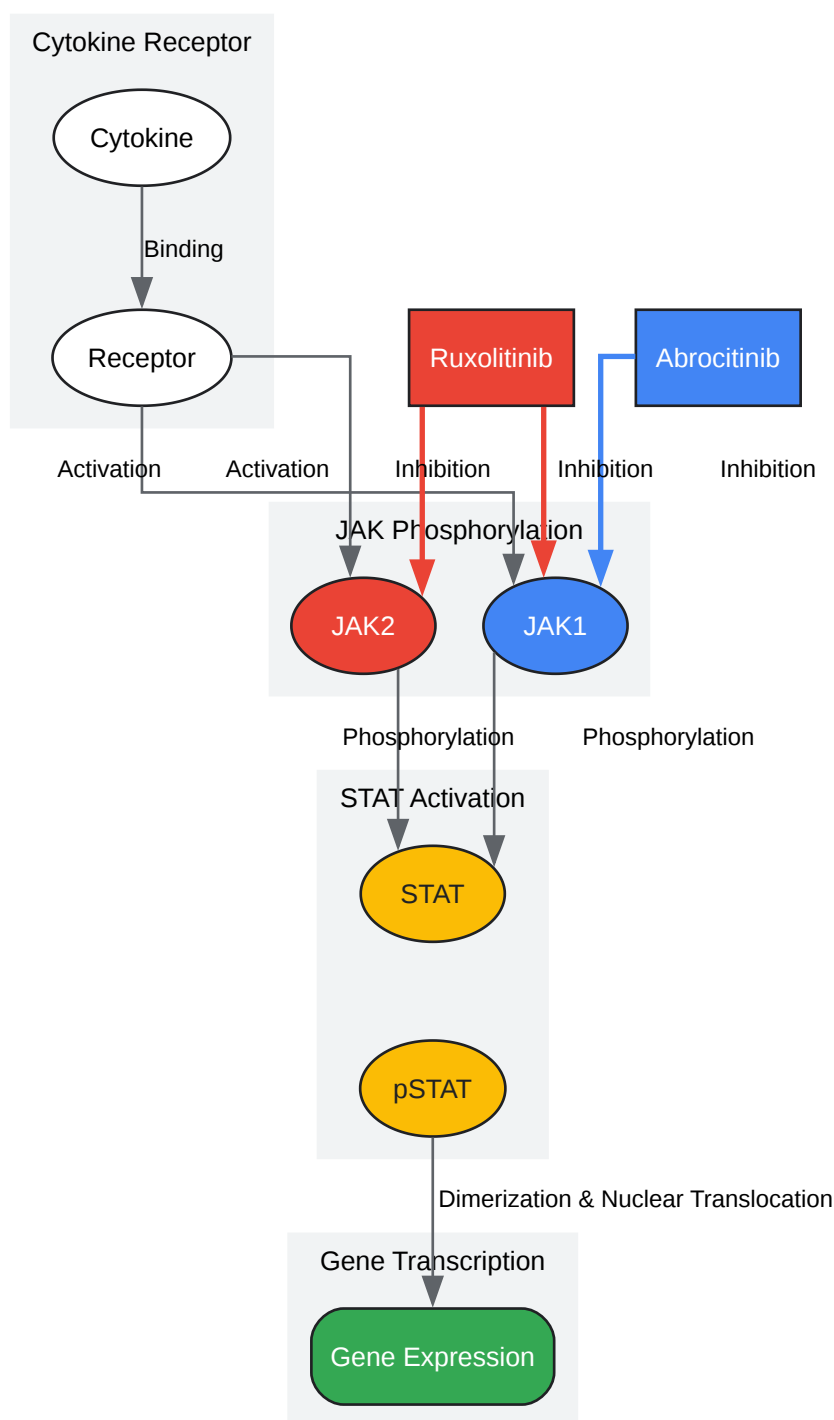 Cytokine Receptor
Cytokine
Binding
Receptor
Ruxolitinib
Abrocitinib
Activation
Activation
Inhibition
Inhibition
Inhibition
JAK Phosphorylation
JAK2
JAK1
Phosphorylation
Phosphorylation
STAT Activation
STAT
pSTAT
Dimerization & Nuclear Translocation
Gene Transcription
Gene Expression